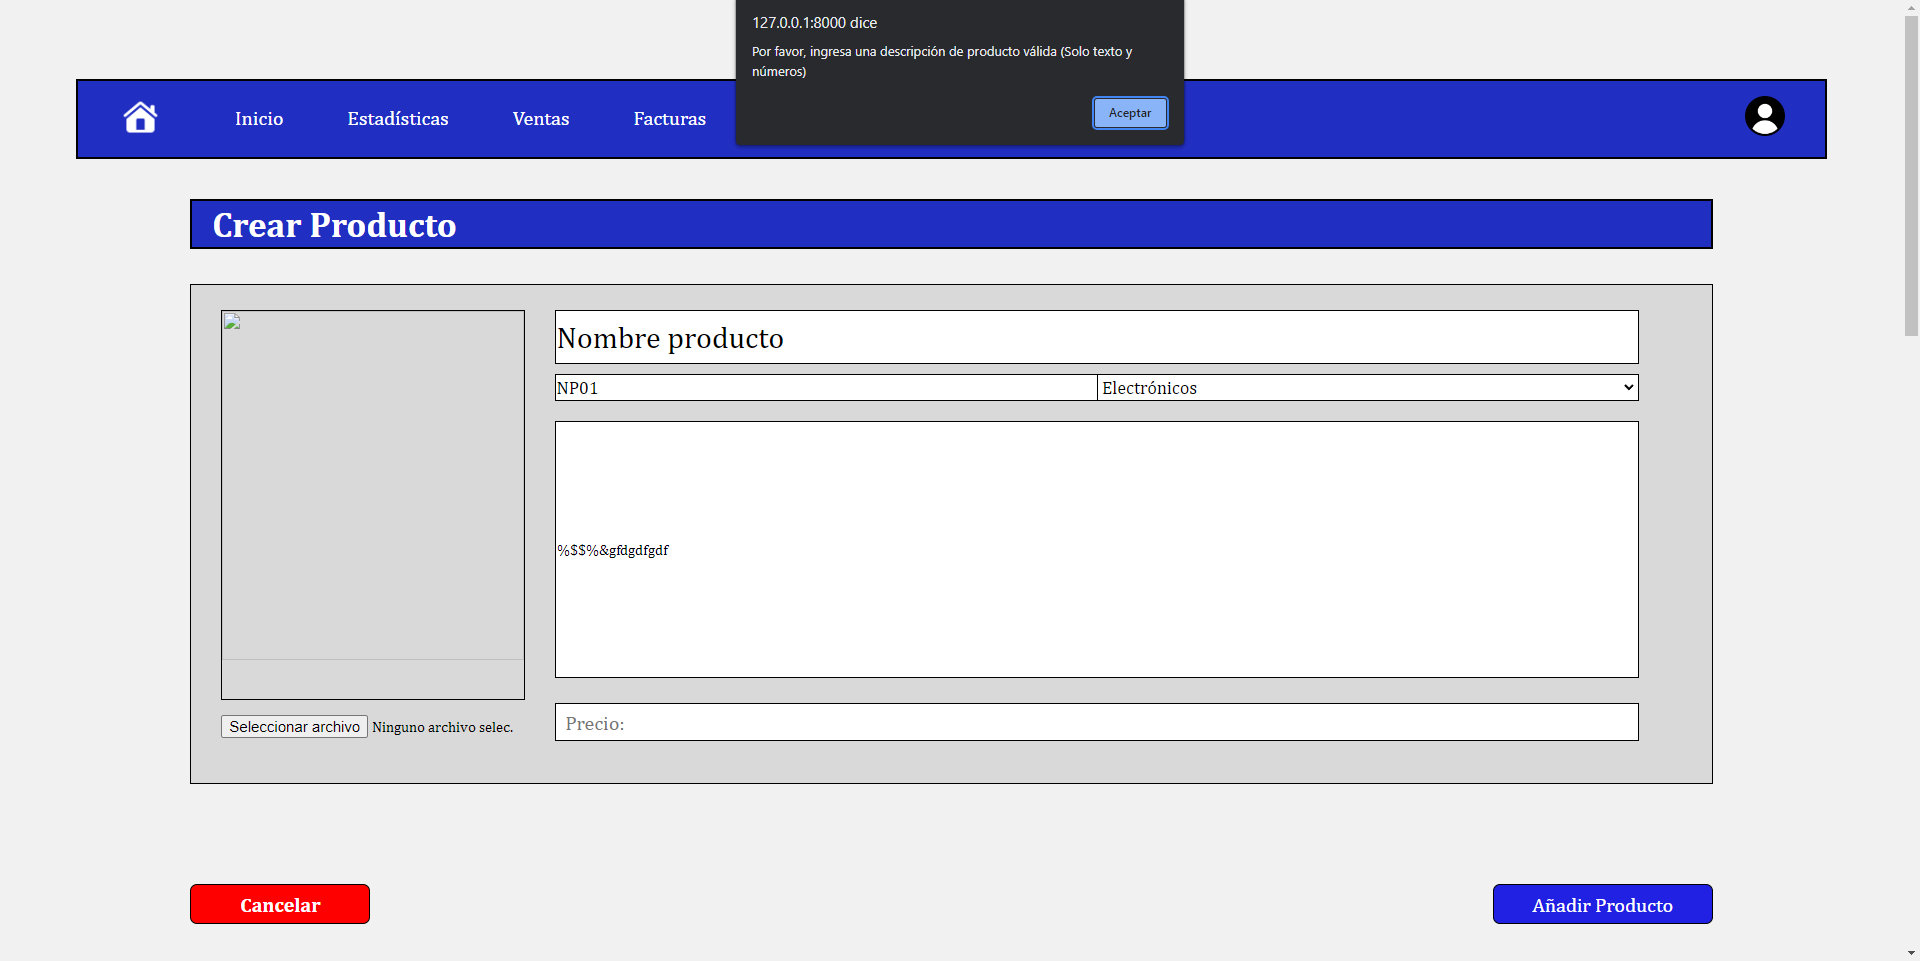 127.0.0.1:8000 dice
Por favor, ingresa una descripción de producto válida (Solo texto y
números)
Aceptar
Inicio Estadísticas Ventas Facturas
Crear Producto
Nombre producto
NP01 Electrónicos
%$$%&gfdgdfgdf
Seleccionar archivo Ninguno archivo selec.
Precio:
Cancelar Añadir Producto